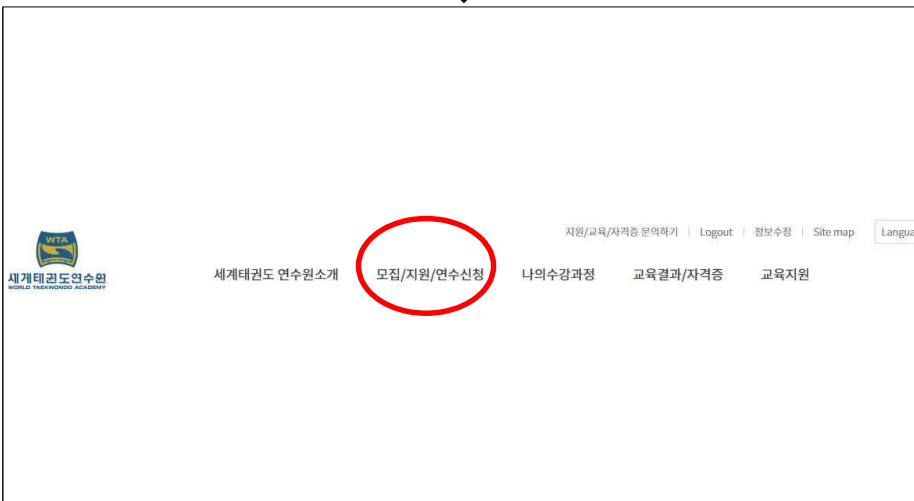 지원/교육/자격증 문의하기 | Logout | 정보수정 | Site map Langua
WTA
세계태권도연수원
WORLD TAEKWONDO ACADEMY
세계태권도 연수원소개 모집/지원/연수신청 나의수강과정 교육결과/자격증 교육지원